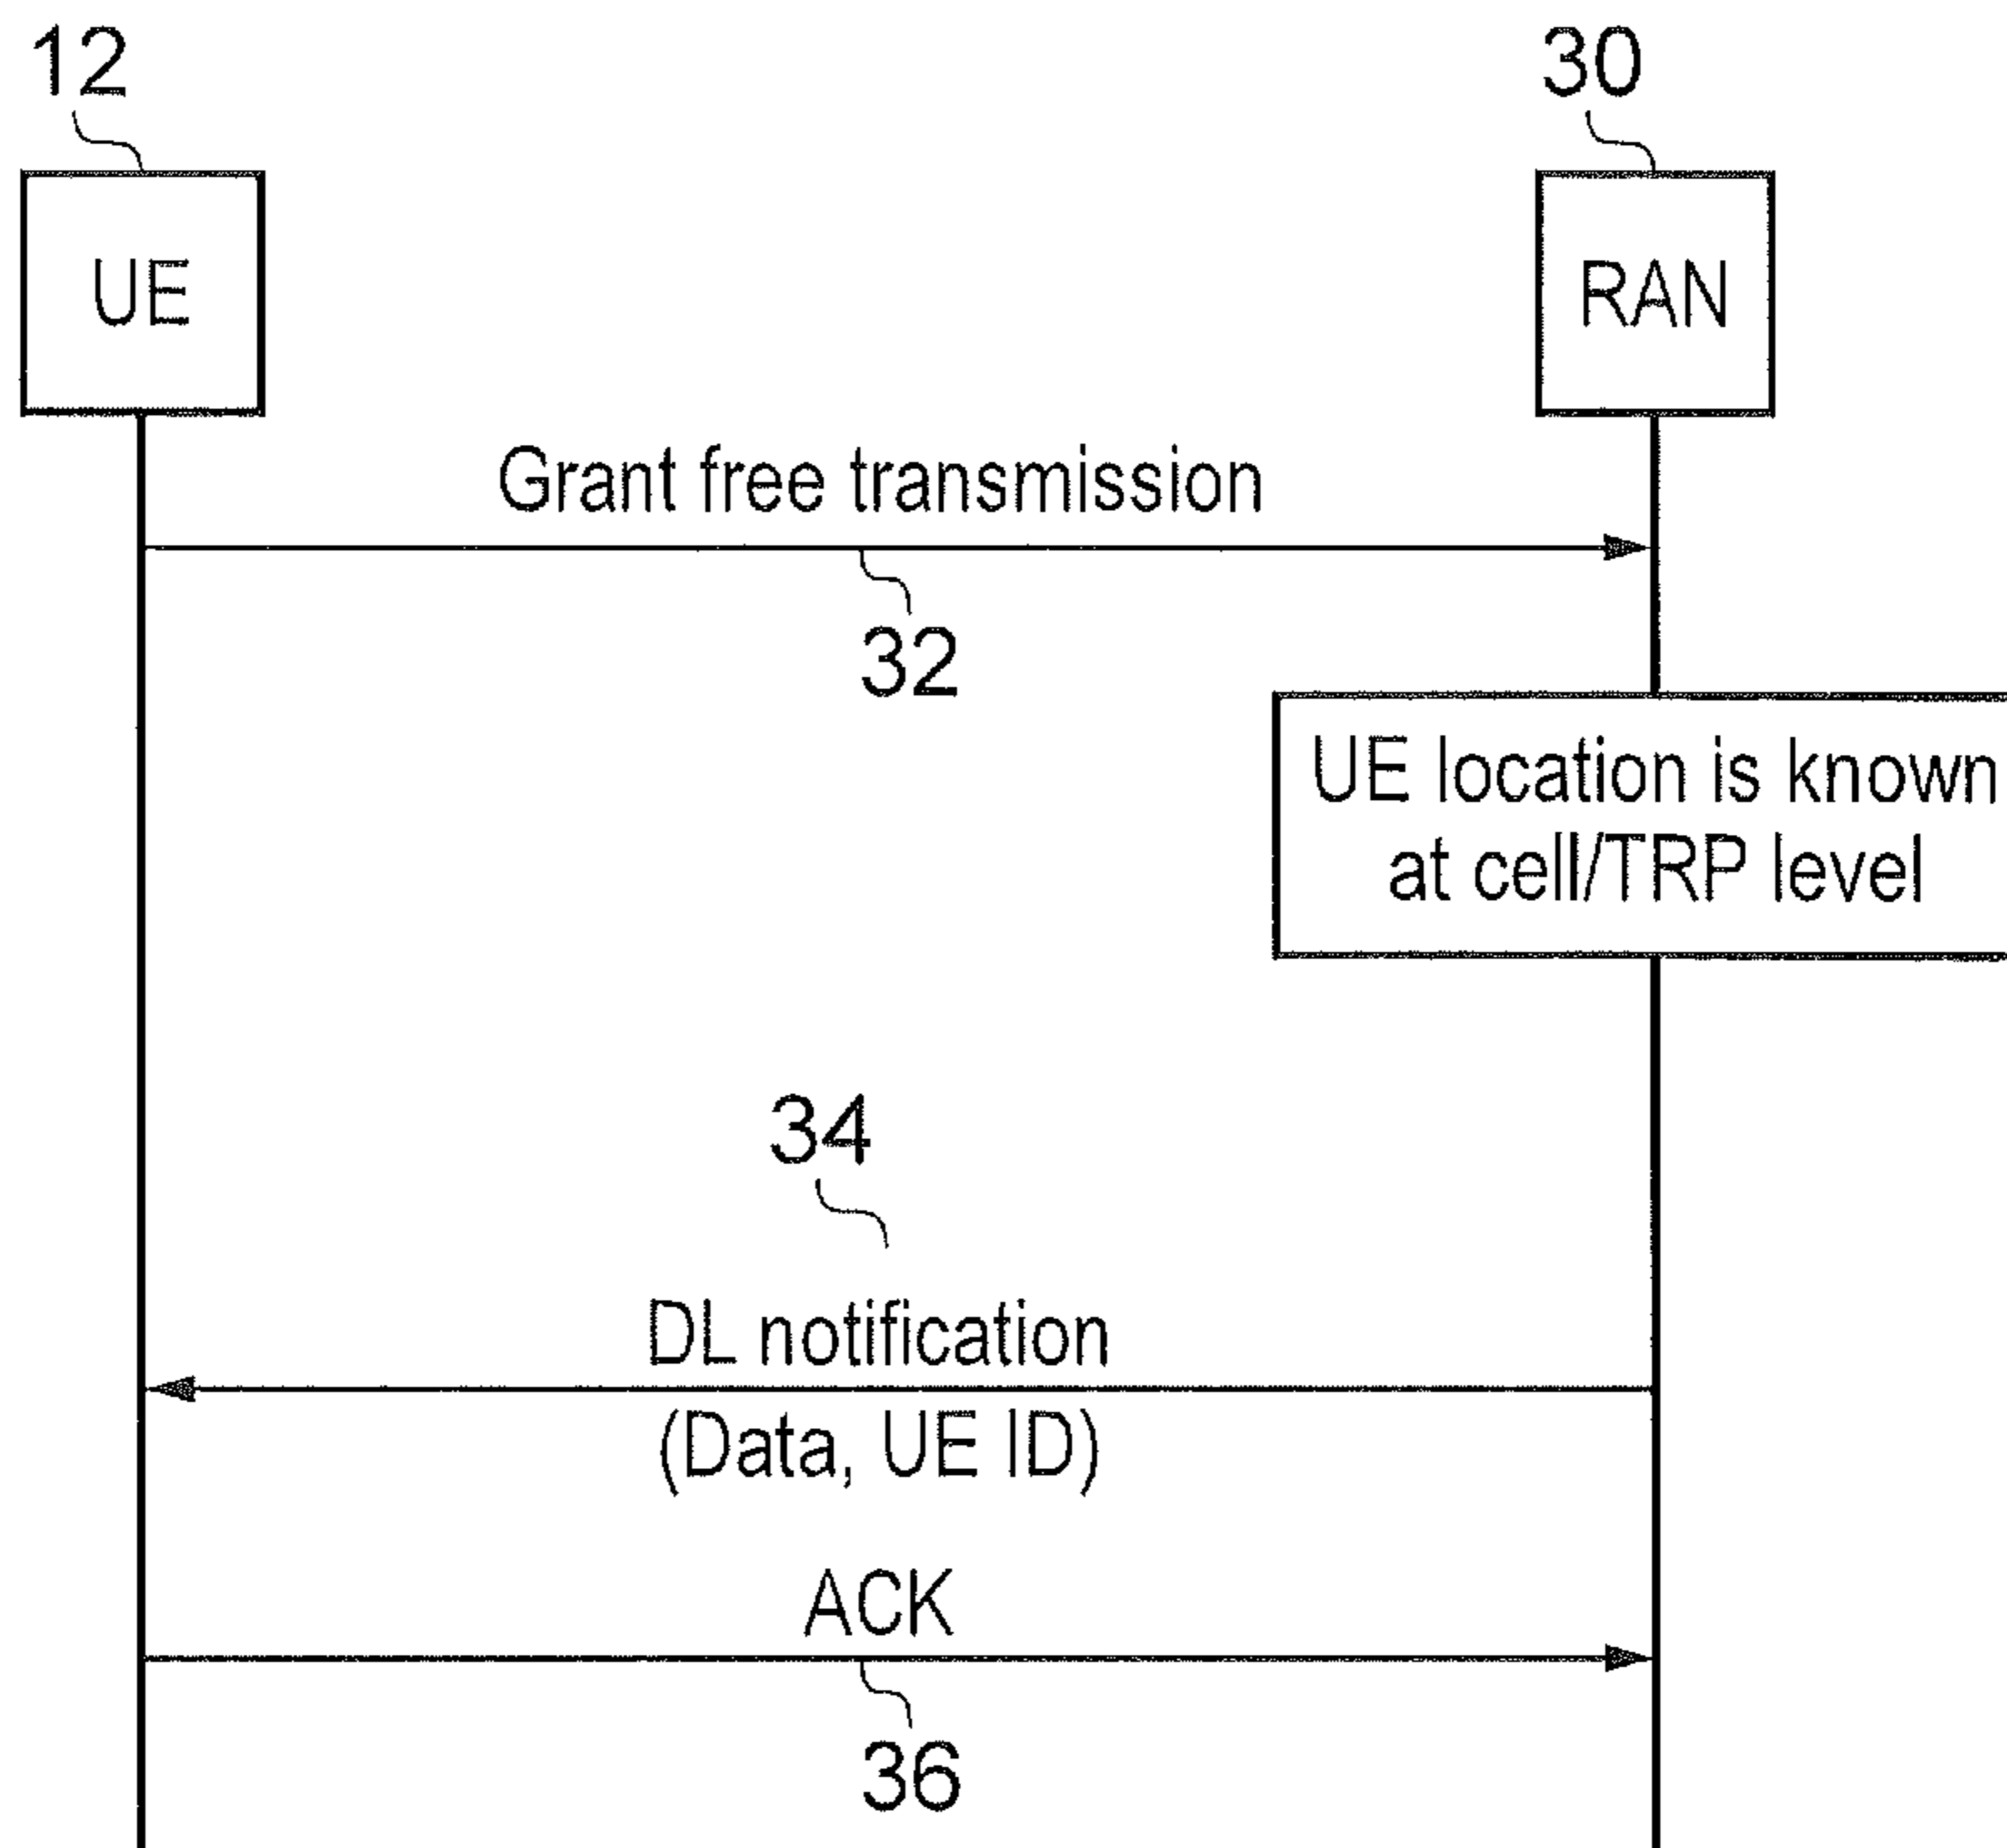 12
30
UE
RAN
Grant free transmission
32
UE location is known
at cell/TRP level
34
DL notification
(Data, UE ID)
ACK
36